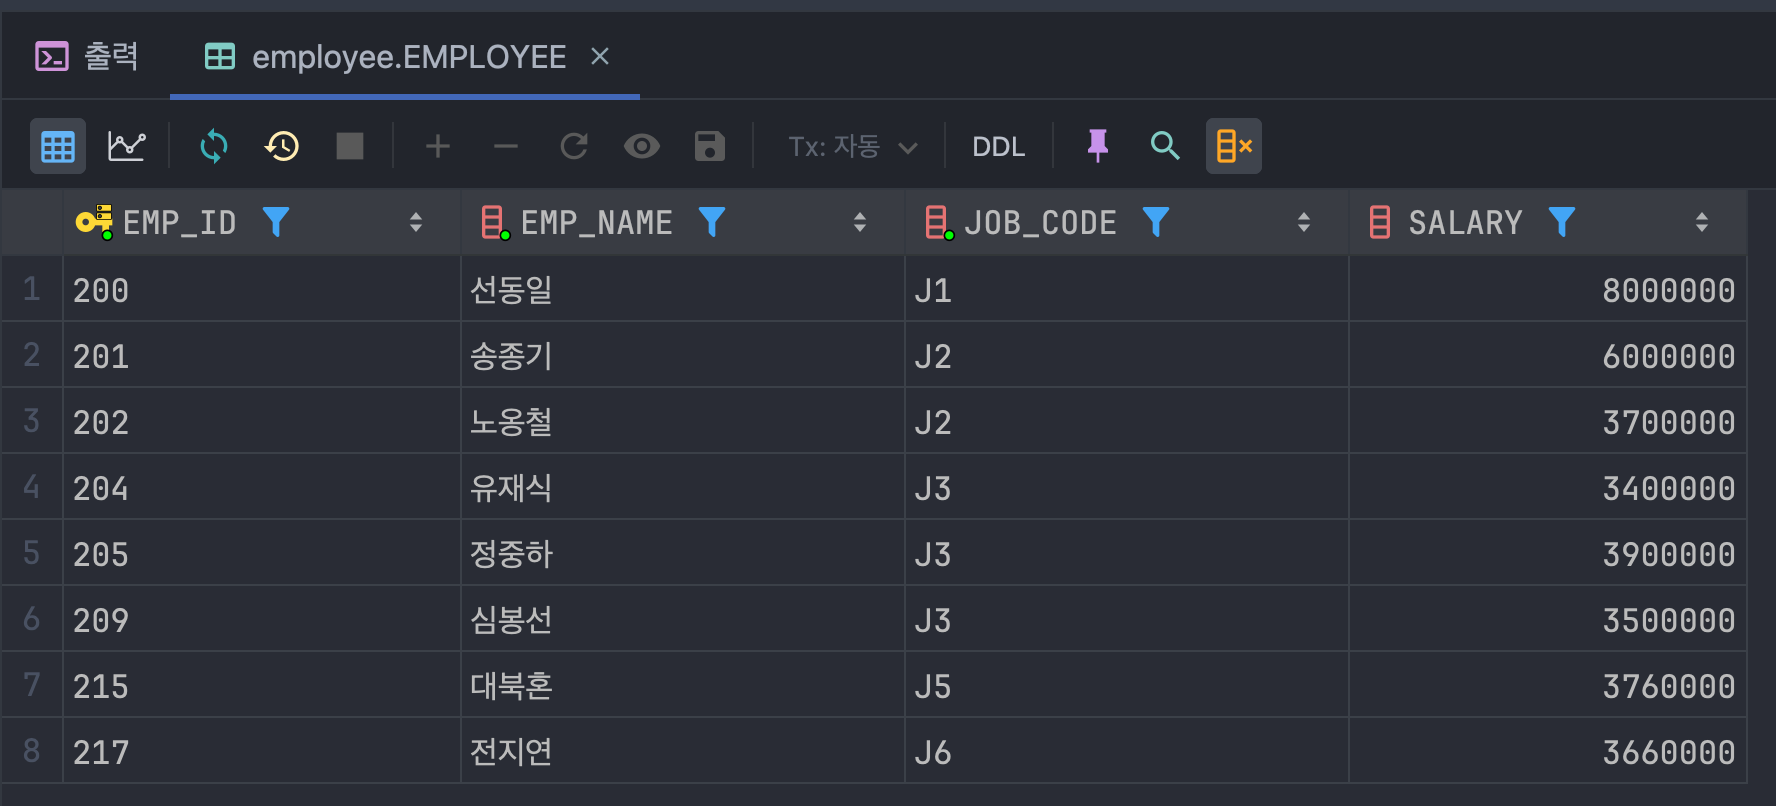 출력 employee.EMPLOYEE
Tx: 자동 DDL
EMP_ID EMP_NAME JOB_CODE SALARY
1 200 선동일 J1 8000000
2 201 송종기 J2 6000000
3 202 노옹철 J2 3700000
4 204 유재식 J3 3400000
5 205 정중하 J3 3900000
6 209 심봉선 J3 3500000
7 215 대북혼 J5 3760000
8 217 전지연 J6 3660000